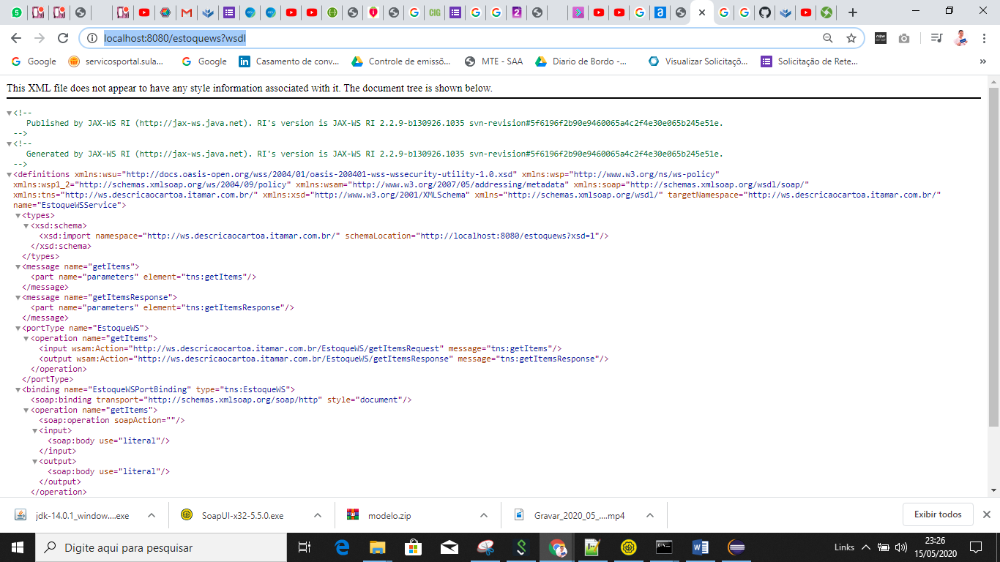 5
CIG
2
localhost:8080/estoquews?wsdl
Google
servicosportal.sula...
Google
Casamento de conv...
Controle de emissõ...
MTE - SAA
Diario de Bordo -...
Visualizar Solicitaçõ...
Solicitação de Rete...
»
This XML file does not appear to have any style information associated with it. The document tree is shown below.
<!--
Published by JAX-WS RI (http://jax-ws.java.net). RI's version is JAX-WS RI 2.2.9-b130926.1035 svn-revision#5f6196f2b90e9460065a4c2f4e30e065b245e51e.
-->
<!--
Generated by JAX-WS RI (http://jax-ws.java.net). RI's version is JAX-WS RI 2.2.9-b130926.1035 svn-revision#5f6196f2b90e9460065a4c2f4e30e065b245e51e.
-->
<definitions xmlns:wsu="http://docs.oasis-open.org/wss/2004/01/oasis-200401-wss-wssecurity-utility-1.0.xsd" xmlns:wsp="http://www.w3.org/ns/ws-policy"
xmlns:wsp1_2="http://schemas.xmlsoap.org/ws/2004/09/policy" xmlns:wsam="http://www.w3.org/2007/05/addressing/metadata" xmlns:soap="http://schemas.xmlsoap.org/wsdl/soap/"
xmlns:tns="http://ws.descricaocartoa.itamar.com.br/" xmlns:xsd="http://www.w3.org/2001/XMLSchema" xmlns="http://schemas.xmlsoap.org/wsdl/" targetNamespace="http://ws.descricaocartoa.itamar.com.br/"
name="EstoqueWSService">
<types>
<xsd:schema>
<xsd:import namespace="http://ws.descricaocartoa.itamar.com.br/" schemaLocation="http://localhost:8080/estoquews?xsd=1"/>
</xsd:schema>
</types>
<message name="getItems">
<part name="parameters" element="tns:getItems"/>
</message>
<message name="getItemsResponse">
<part name="parameters" element="tns:getItemsResponse"/>
</message>
<portType name="EstoqueWS">
<operation name="getItems">
<input wsam:Action="http://ws.descricaocartoa.itamar.com.br/EstoqueWS/getItemsRequest" message="tns:getItems"/>
<output wsam:Action="http://ws.descricaocartoa.itamar.com.br/EstoqueWS/getItemsResponse" message="tns:getItemsResponse"/>
</operation>
</portType>
<binding name="EstoqueWSPortBinding" type="tns:EstoqueWS">
<soap:binding transport="http://schemas.xmlsoap.org/soap/http" style="document"/>
<operation name="getItems">
<soap:operation soapAction=""/>
<input>
<soap:body use="literal"/>
</input>
<output>
<soap:body use="literal"/>
</output>
</operation>
jdk-14.0.1_window....exe
SoapUI-x32-5.5.0.exe
modelo.zip
Gravar_2020_05_....mp4
Exibir todos
Digite aqui para pesquisar
Links
23:26
15/05/2020